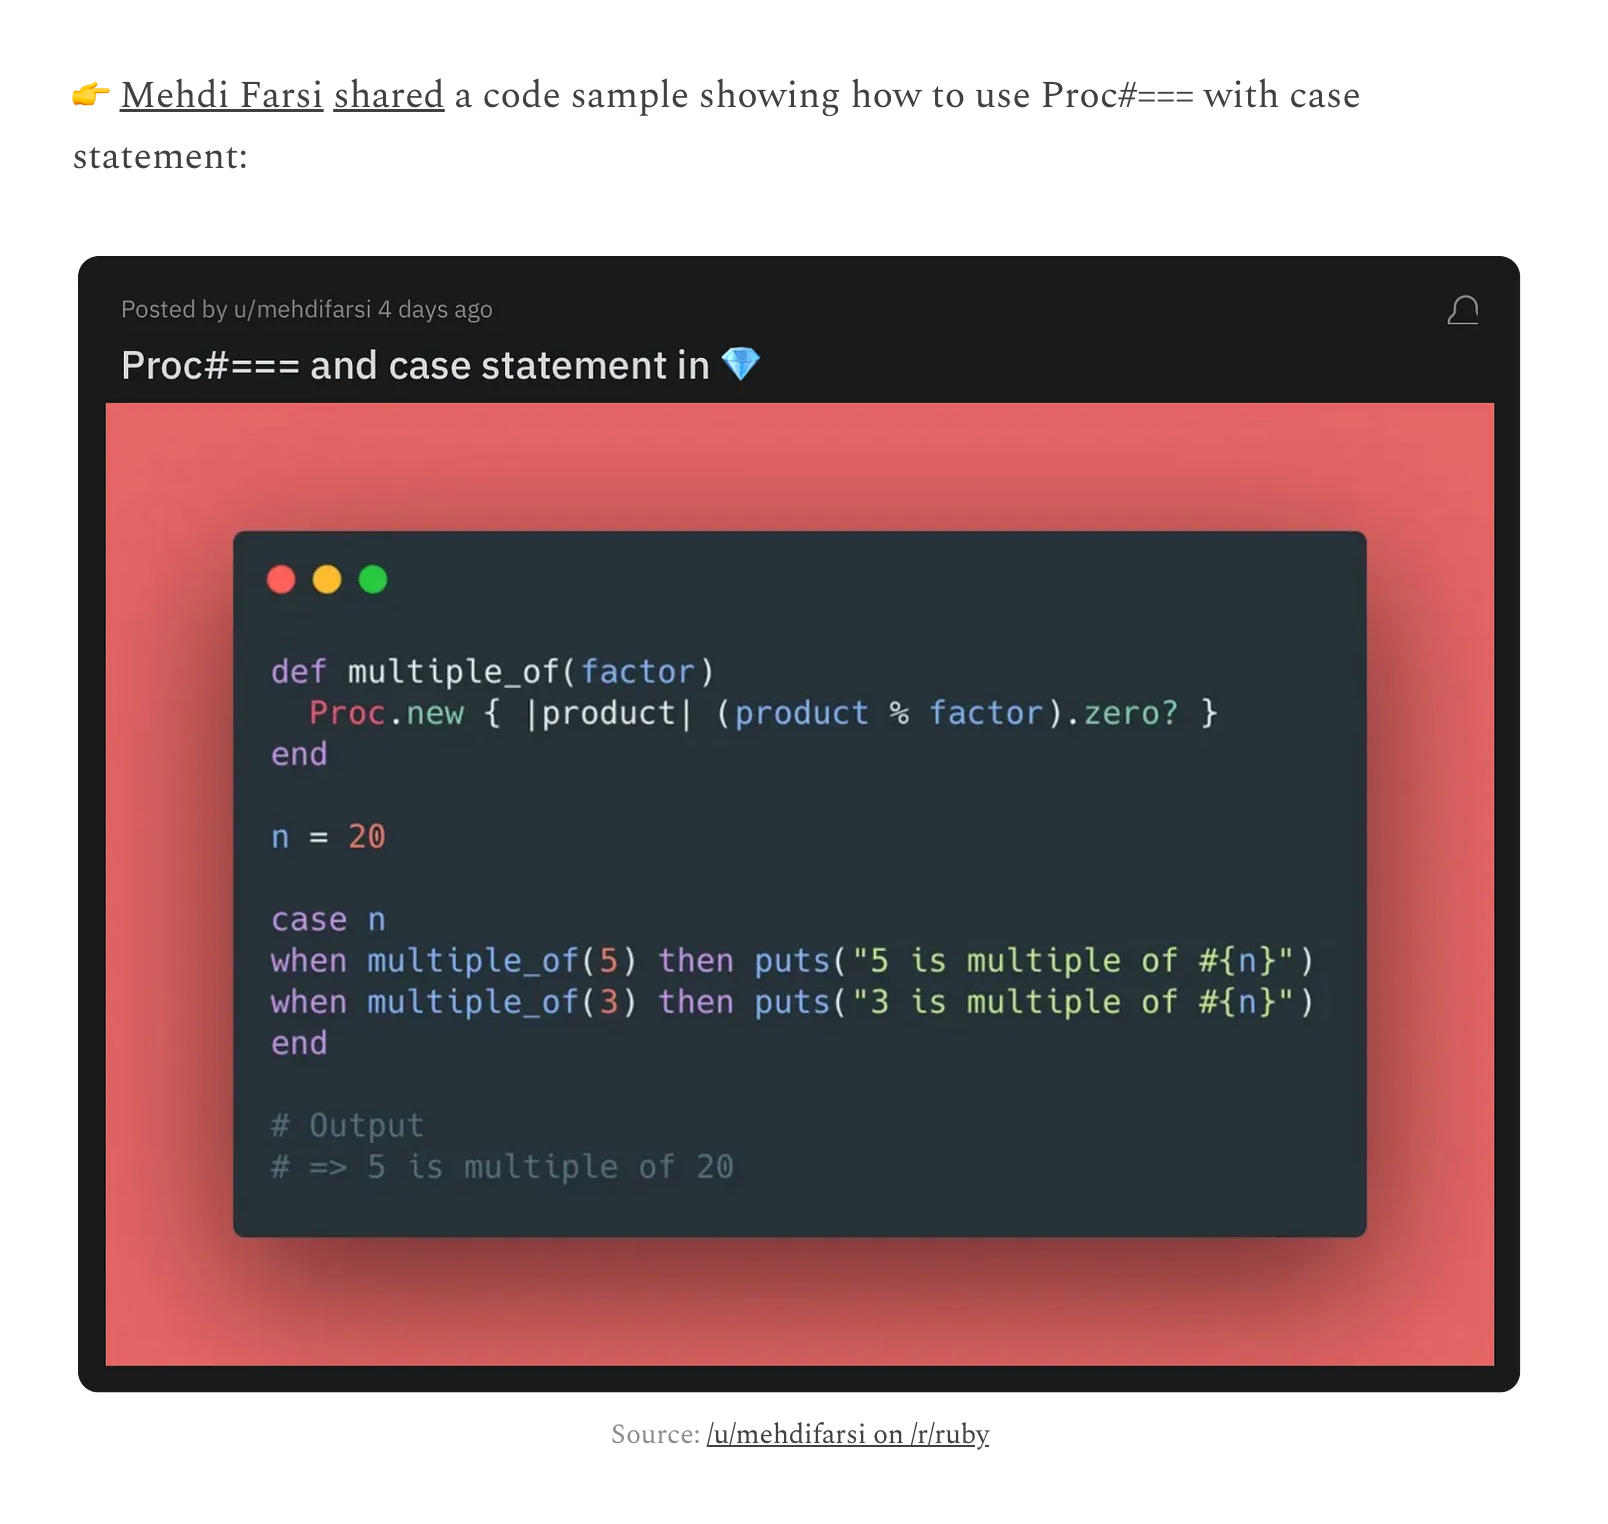 👉 Mehdi Farsi shared a code sample showing how to use Proc#=== with case
statement:
Posted by u/mehdifarsi 4 days ago
Proc#=== and case statement in 💎
def multiple_of(factor)
  Proc.new { |product| (product % factor).zero? }
end
n = 20
case n
when multiple_of(5) then puts("5 is multiple of #{n}")
when multiple_of(3) then puts("3 is multiple of #{n}")
end
# Output
# => 5 is multiple of 20
Source: /u/mehdifarsi on /r/ruby